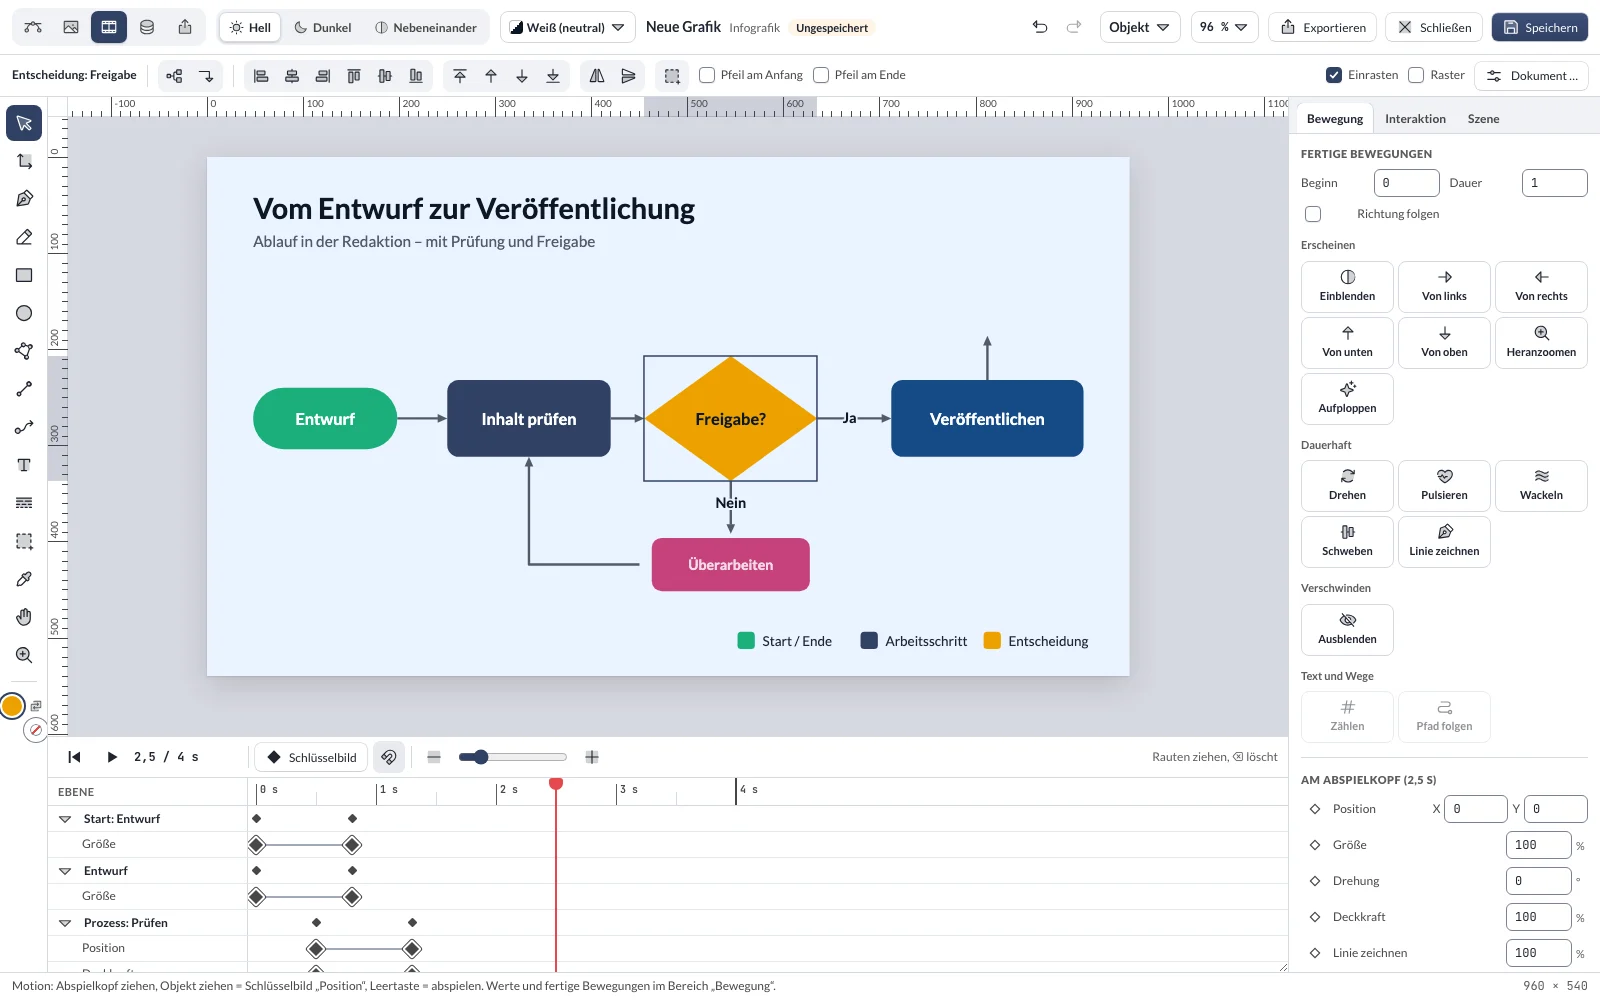 Hell
Dunkel
Nebeneinander
Weiß (neutral)
Neue Grafik
Infografik
Ungespeichert
Objekt
96 %
Exportieren
Schließen
Speichern
Entscheidung: Freigabe
Pfeil am Anfang
Pfeil am Ende
Einrasten
Raster
Dokument ...
-100
0
100
200
300
400
500
600
700
800
900
1000
1100
0
100
200
300
400
500
600
Vom Entwurf zur Veröffentlichung
Ablauf in der Redaktion – mit Prüfung und Freigabe
Entwurf
Inhalt prüfen
Freigabe?
Ja
Veröffentlichen
Nein
Überarbeiten
Start / Ende
Arbeitsschritt
Entscheidung
Bewegung
Interaktion
Szene
FERTIGE BEWEGUNGEN
Beginn 0 Dauer 1
Richtung folgen
Erscheinen
Einblenden
Von links
Von rechts
Von unten
Von oben
Heranzoomen
Aufploppen
Dauerhaft
Drehen
Pulsieren
Wackeln
Schweben
Linie zeichnen
Verschwinden
Ausblenden
Text und Wege
Zählen
Pfad folgen
AM ABSPIELKOPF (2,5 S)
Position X 0 Y 0
Größe 100 %
Drehung 0 °
Deckkraft 100 %
Linie zeichnen 100 %
2,5 / 4 s
Schlüsselbild
Rauten ziehen, ⌫ löscht
EBENE
0 s
1 s
2 s
3 s
4 s
Start: Entwurf
Größe
Entwurf
Größe
Prozess: Prüfen
Position
Motion: Abspielkopf ziehen, Objekt ziehen = Schlüsselbild „Position“, Leertaste = abspielen. Werte und fertige Bewegungen im Bereich „Bewegung“.
960 × 540